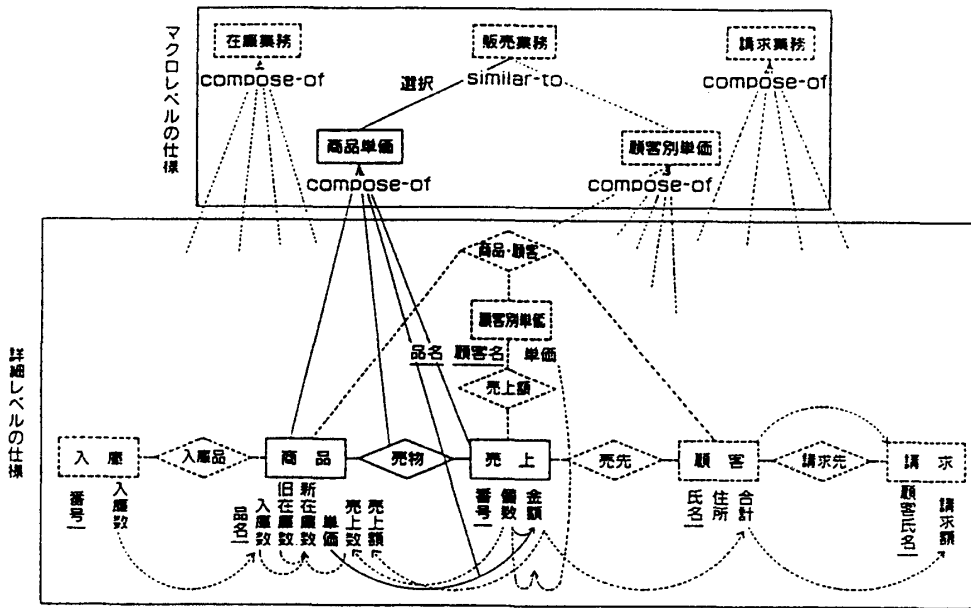 マクロレベルの仕様
在庫業務
販売業務
請求業務
compose-of
選択
similar-to
compose-of
商品単価
顧客別単価
compose-of
compose-of
詳細レベルの仕様
商品・顧客
顧客別単価
品名
顧客名
単価
売上額
入庫
入庫品
商品
売物
売上
売先
顧客
請求先
請求
番号
入庫数
品名
入庫数
旧在庫数
新在庫数
単価
売上数
売上額
番号
個数
金額
氏名
住所
合計
顧客氏名
請求額